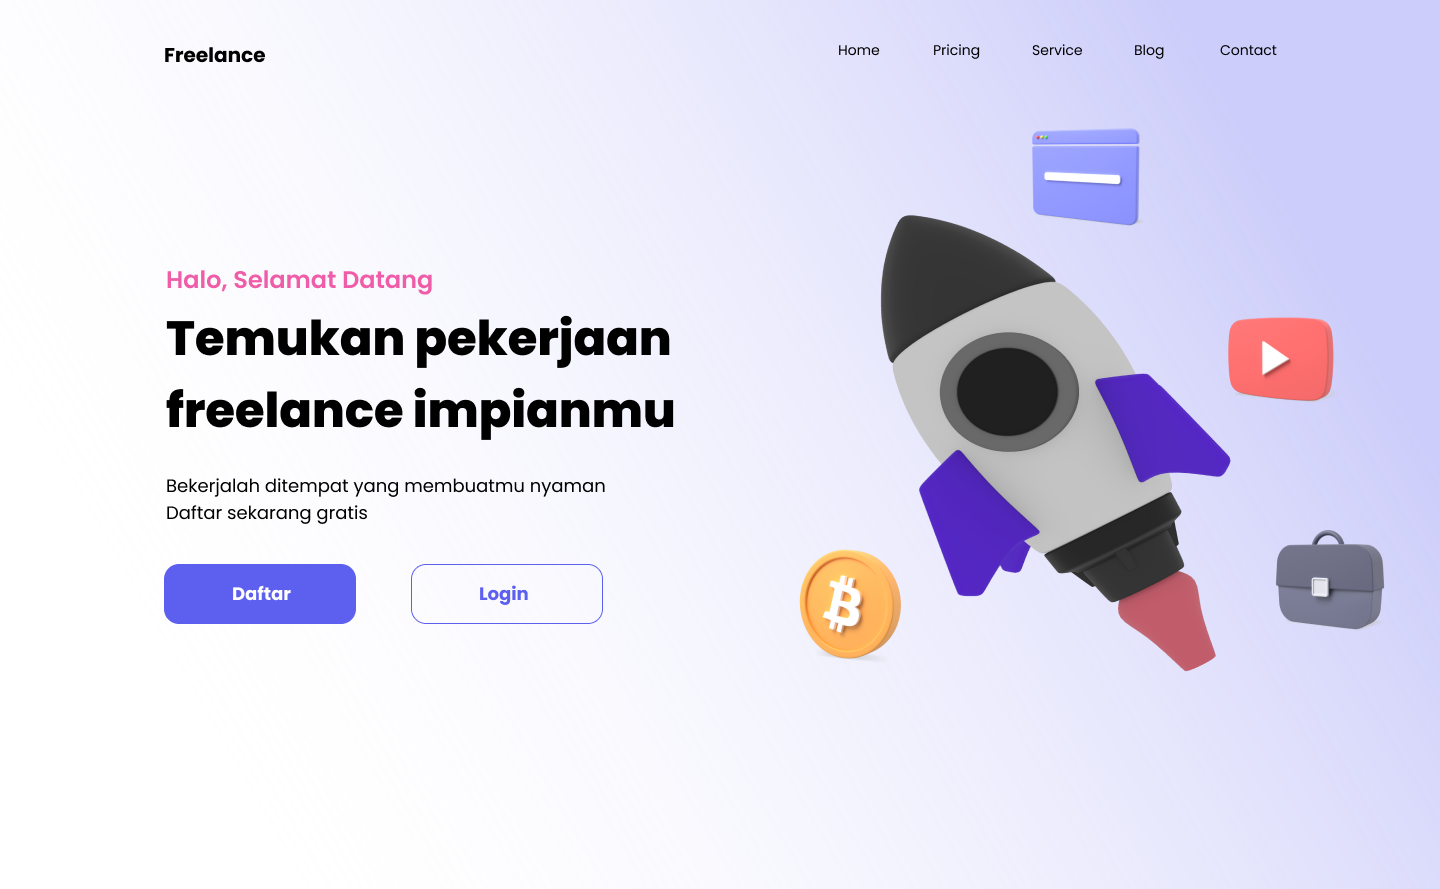 Freelance
Home Pricing Service Blog Contact
Halo, Selamat Datang
Temukan pekerjaan
freelance impianmu
Bekerjalah ditempat yang membuatmu nyaman
Daftar sekarang gratis
Daftar Login